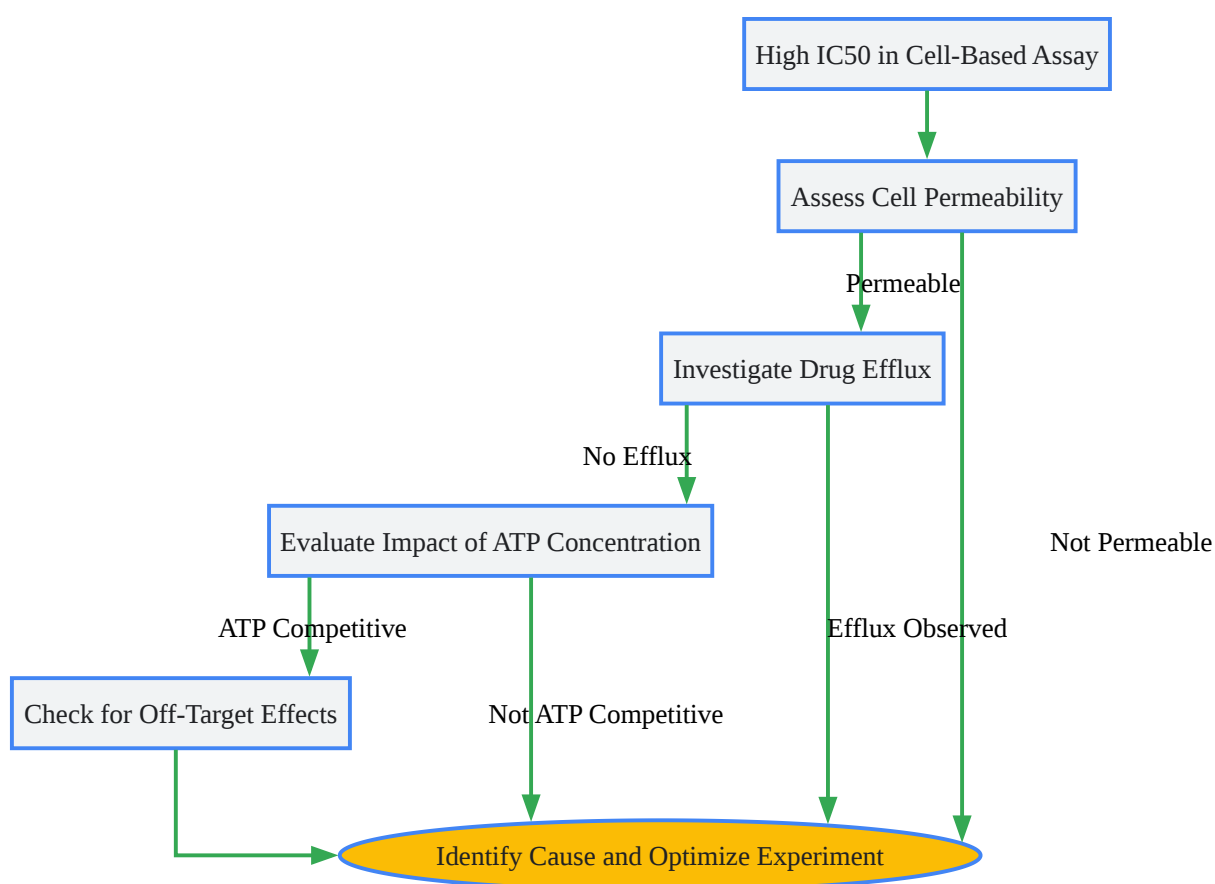 High IC50 in Cell-Based Assay
Assess Cell Permeability
Permeable
Investigate Drug Efflux
No Efflux
Evaluate Impact of ATP Concentration
Not Permeable
ATP Competitive
Efflux Observed
Check for Off-Target Effects
Not ATP Competitive
Identify Cause and Optimize Experiment